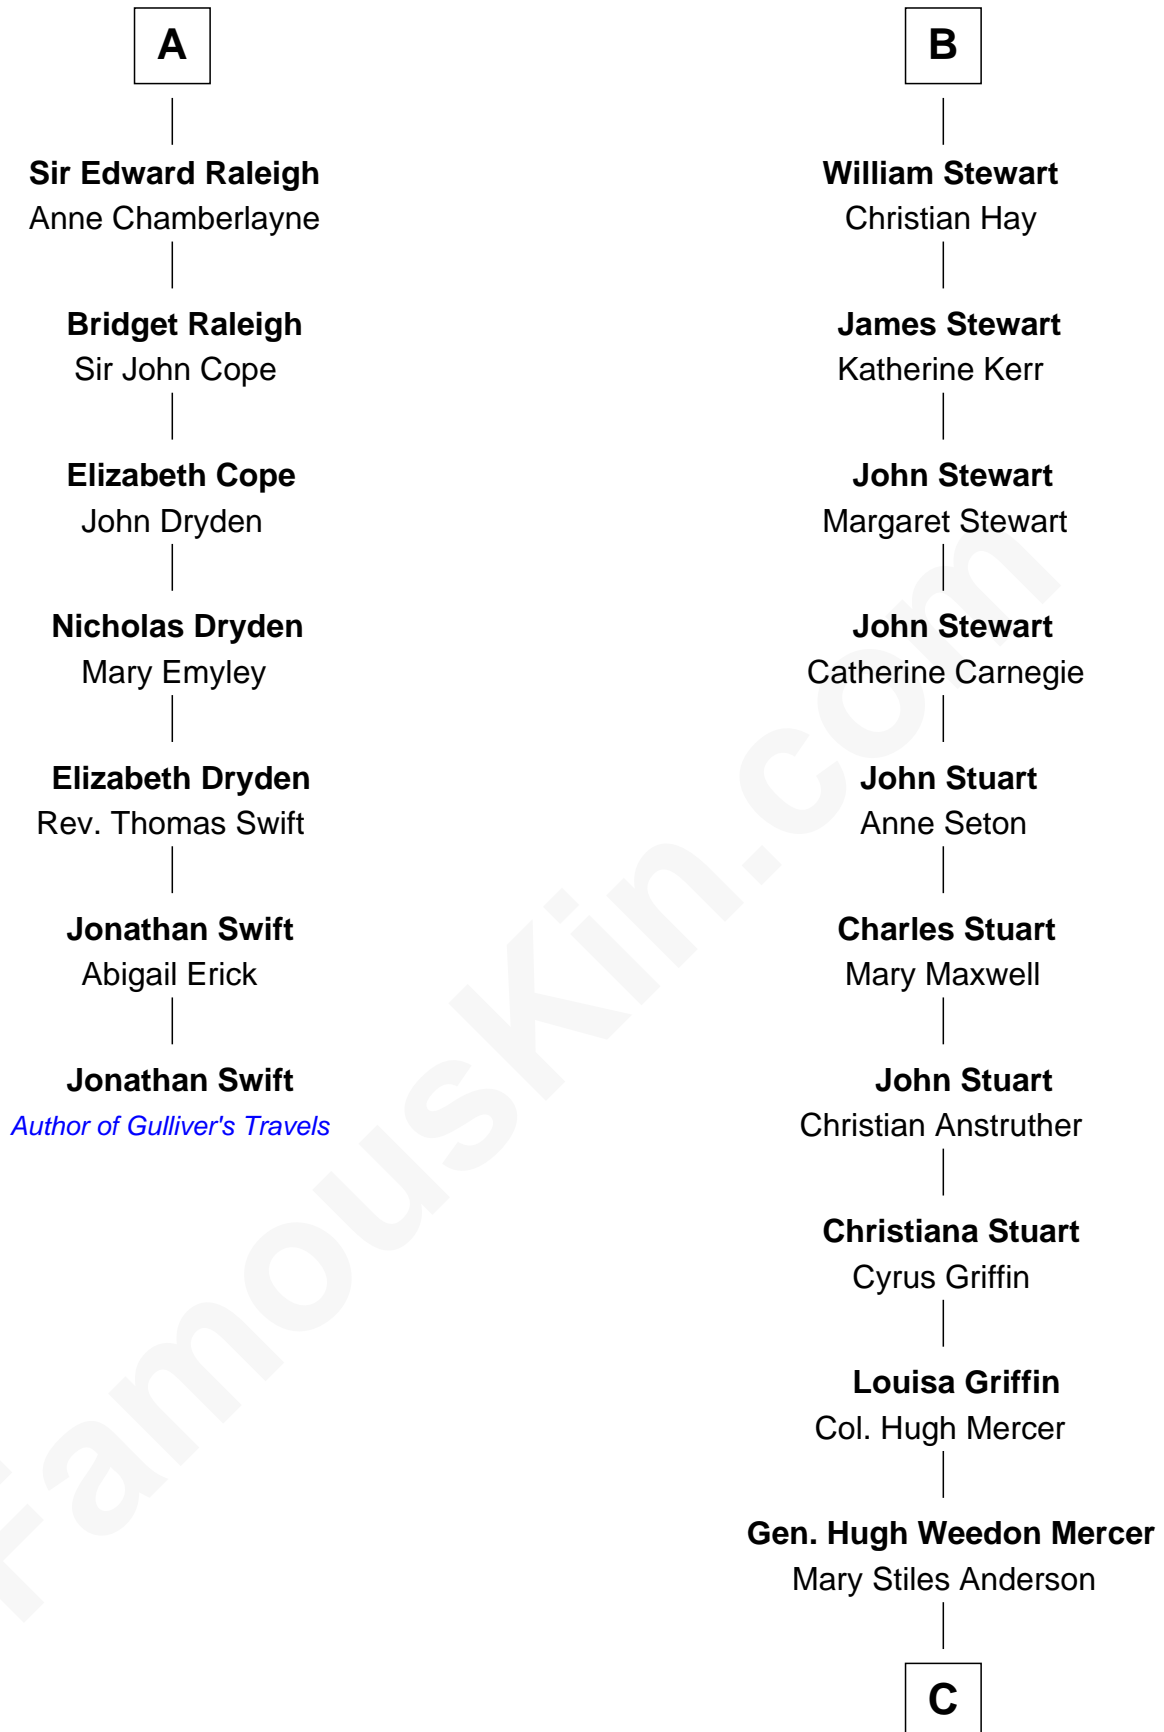 A
Sir Edward Raleigh
Anne Chamberlayne
Bridget Raleigh
Sir John Cope
Elizabeth Cope
John Dryden
Nicholas Dryden
Mary Emyley
Elizabeth Dryden
Rev. Thomas Swift
Jonathan Swift
Abigail Erick
Jonathan Swift
Author of Gulliver's Travels
B
William Stewart
Christian Hay
James Stewart
Katherine Kerr
John Stewart
Margaret Stewart
John Stewart
Catherine Carnegie
John Stuart
Anne Seton
Charles Stuart
Mary Maxwell
John Stuart
Christian Anstruther
Christiana Stuart
Cyrus Griffin
Louisa Griffin
Col. Hugh Mercer
Gen. Hugh Weedon Mercer
Mary Stiles Anderson
C
FamousKin.com